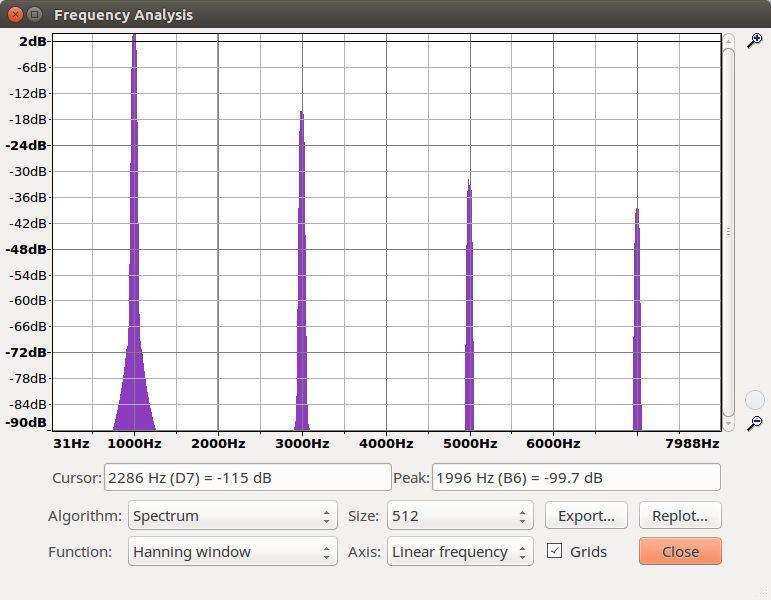 Frequency Analysis
2dB
-6dB
-12dB
-18dB
-24dB
-30dB
-36dB
-42dB
-48dB
-54dB
-60dB
-66dB
-72dB
-78dB
-84dB
-90dB
31Hz 1000Hz 2000Hz 3000Hz 4000Hz 5000Hz 6000Hz 7988Hz
Cursor: 2286 Hz (D7) = -115 dB Peak: 1996 Hz (B6) = -99.7 dB
Algorithm: Spectrum Size: 512 Export... Replot...
Function: Hanning window Axis: Linear frequency Grids Close